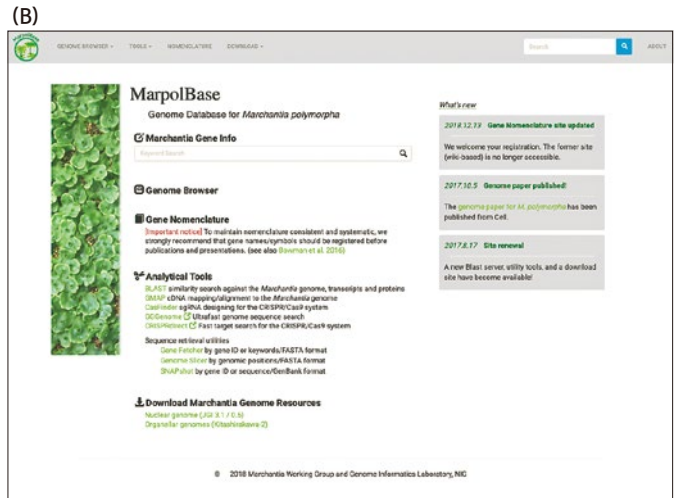 (B)
GENOME BROWSER
TOOLS
NOMENCLATURE
DOWNLOAD
Search
ABOUT
MarpolBase
Genome Database for Marchantia polymorpha
Marchantia Gene Info
Keyword Search
Genome Browser
Gene Nomenclature
[Important notice] To maintain nomenclature consistent and systematic, we
strongly recommend that gene names/symbols should be registered before
publications and presentations. (see also Bowman et al. 2016)
Analytical Tools
BLAST similarity search against the Marchantia genome, transcripts and proteins
GMAP cDNA mapping/alignment to the Marchantia genome
CasFinder sgRNA designing for the CRISPR/Cas9 system
GGGenome Ultrafast genome sequence search
CRISPRdirect Fast target search for the CRISPR/Cas9 system
Sequence retrieval utilities
Gene Fetcher by gene ID or keywords/FASTA format
Genome Slicer by genomic positions/FASTA format
SNAPshot by gene ID or sequence/GenBank format
Download Marchantia Genome Resources
Nuclear genome (JGI 3.1 / 0.6)
Organellar genomes (Kitashirakawa 2)
What's new
Gene Nomenclature site updated
We welcome your registration. The former site
(wiki-based) is no longer accessible.
2017.10.5 Genome paper published!
The genome paper for M. polymorpha has been
published from Cell.
2017.8.17 Site renewal
A new Blast server, utility tools, and a download
site have become available!
© 2018 Marchantia Working Group and Genome Informatics Laboratory, NIG